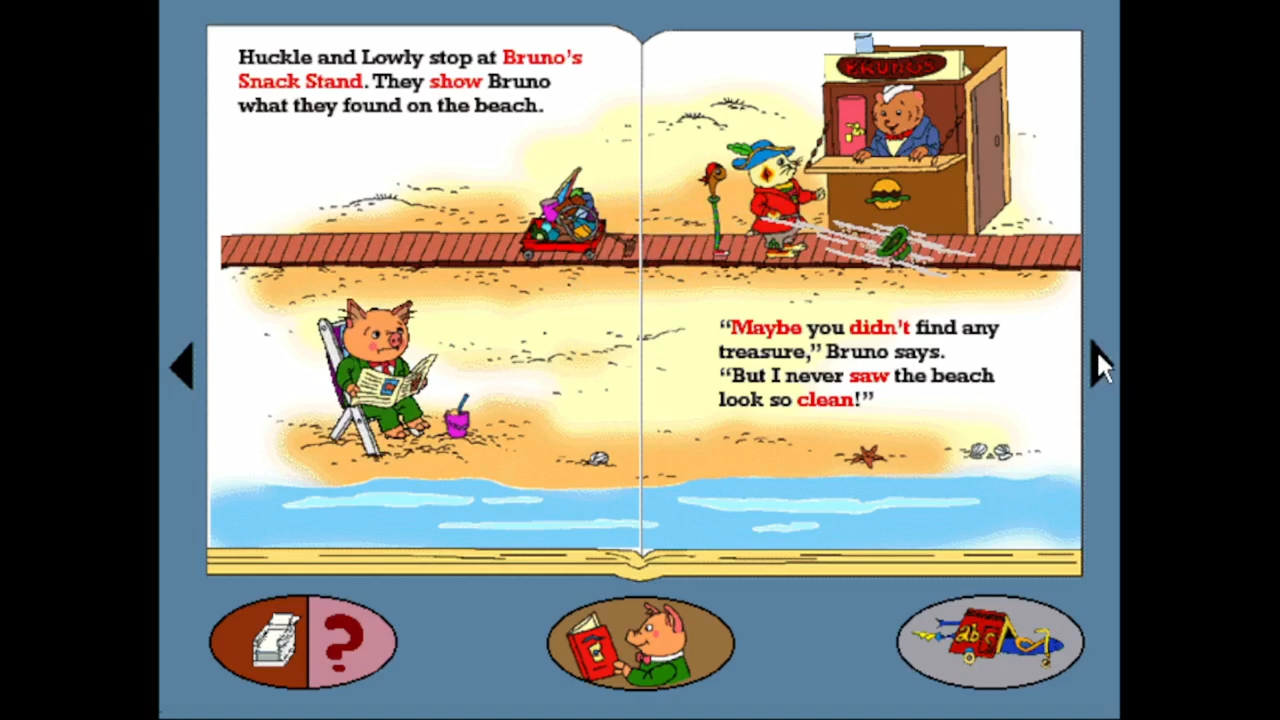 Huckle and Lowly stop at Bruno's
Snack Stand. They show Bruno
what they found on the beach.
BRUNO'S
"Maybe you didn't find any
treasure," Bruno says.
"But I never saw the beach
look so clean!"
?
abc